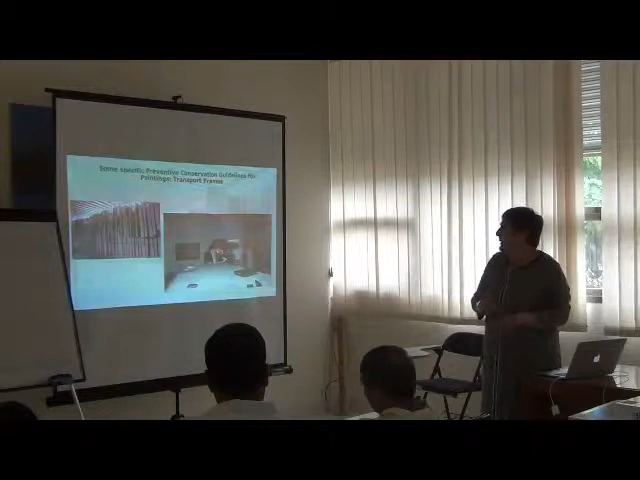 Some specific Preventive Conservation Guidelines for
Paintings: Transport Frames